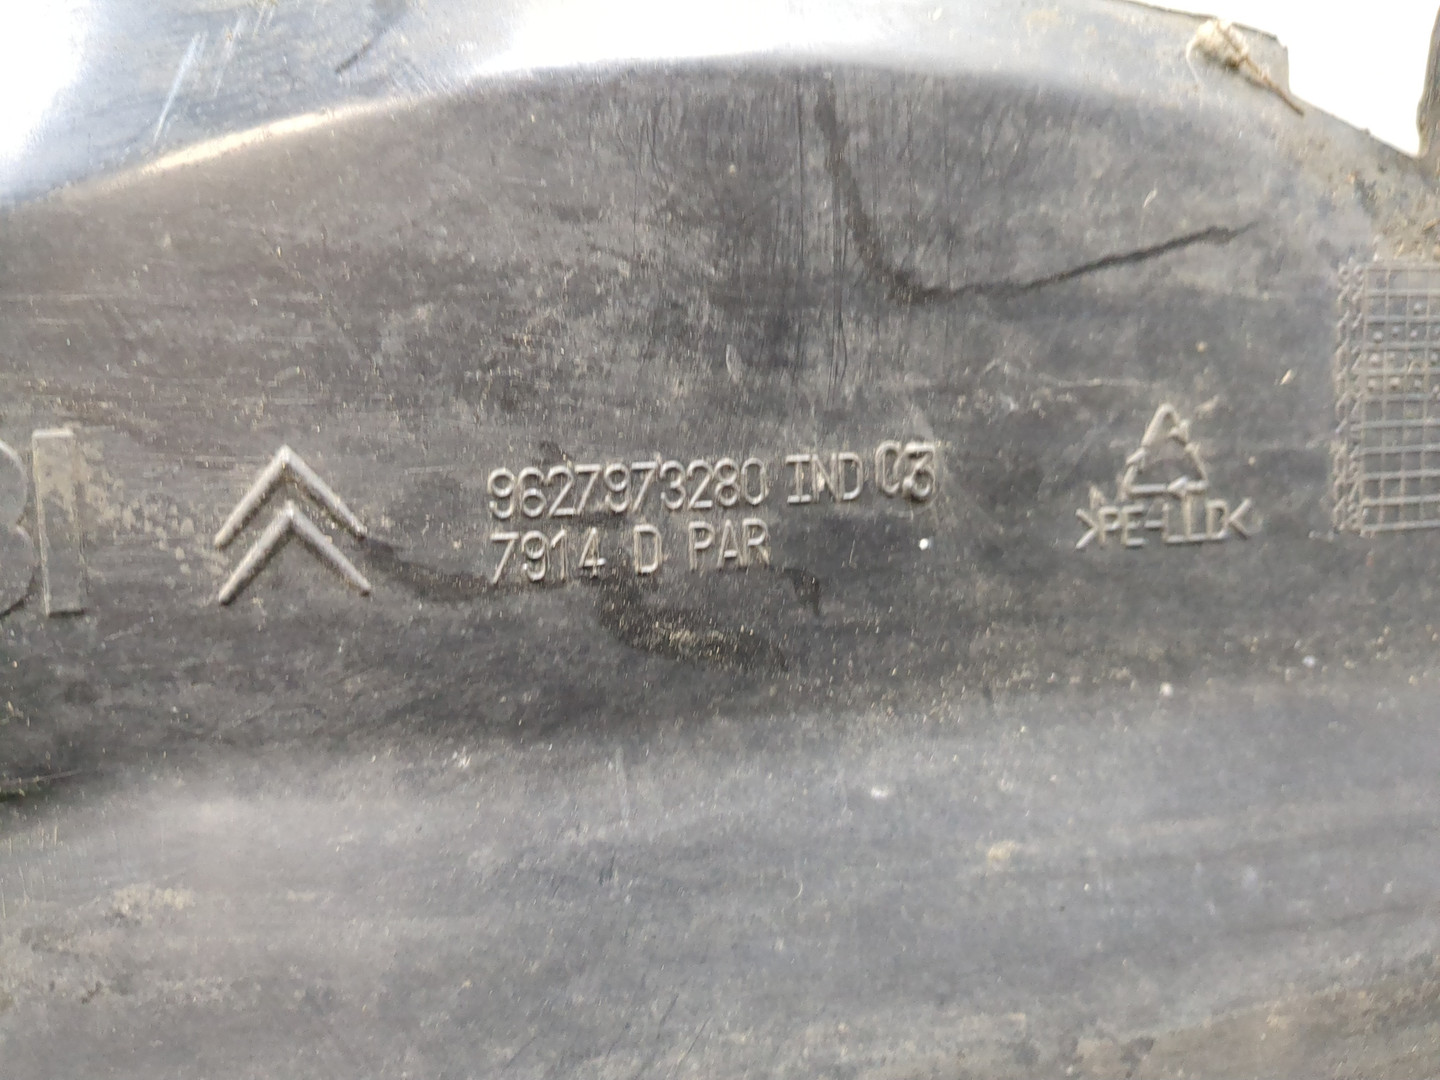 9627973280 IND 03
7914 D PAR
>PE-LLD<